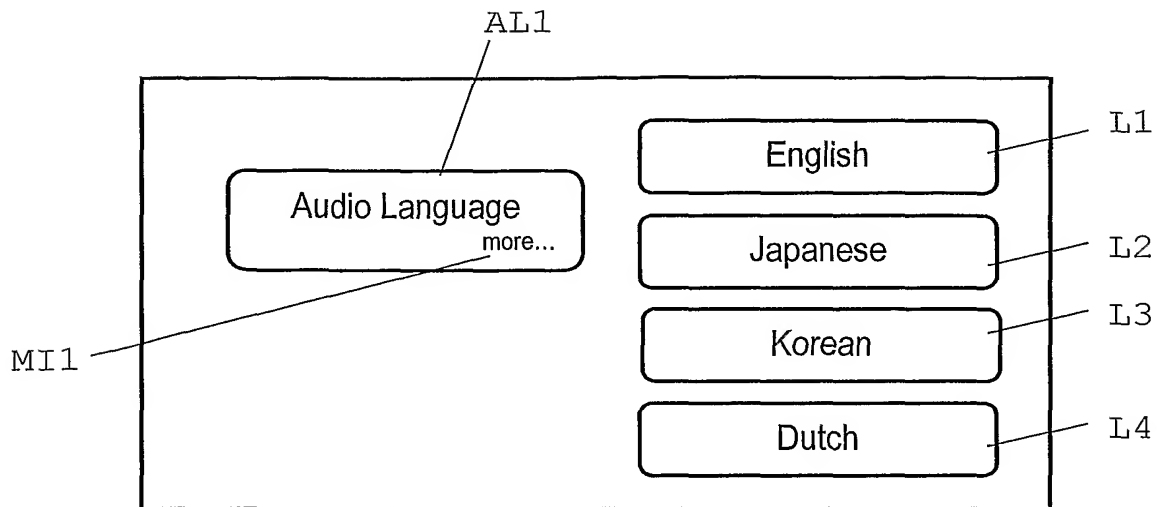 AL1
English
L1
Audio Language
more...
Japanese
L2
Korean
L3
MI1
Dutch
L4